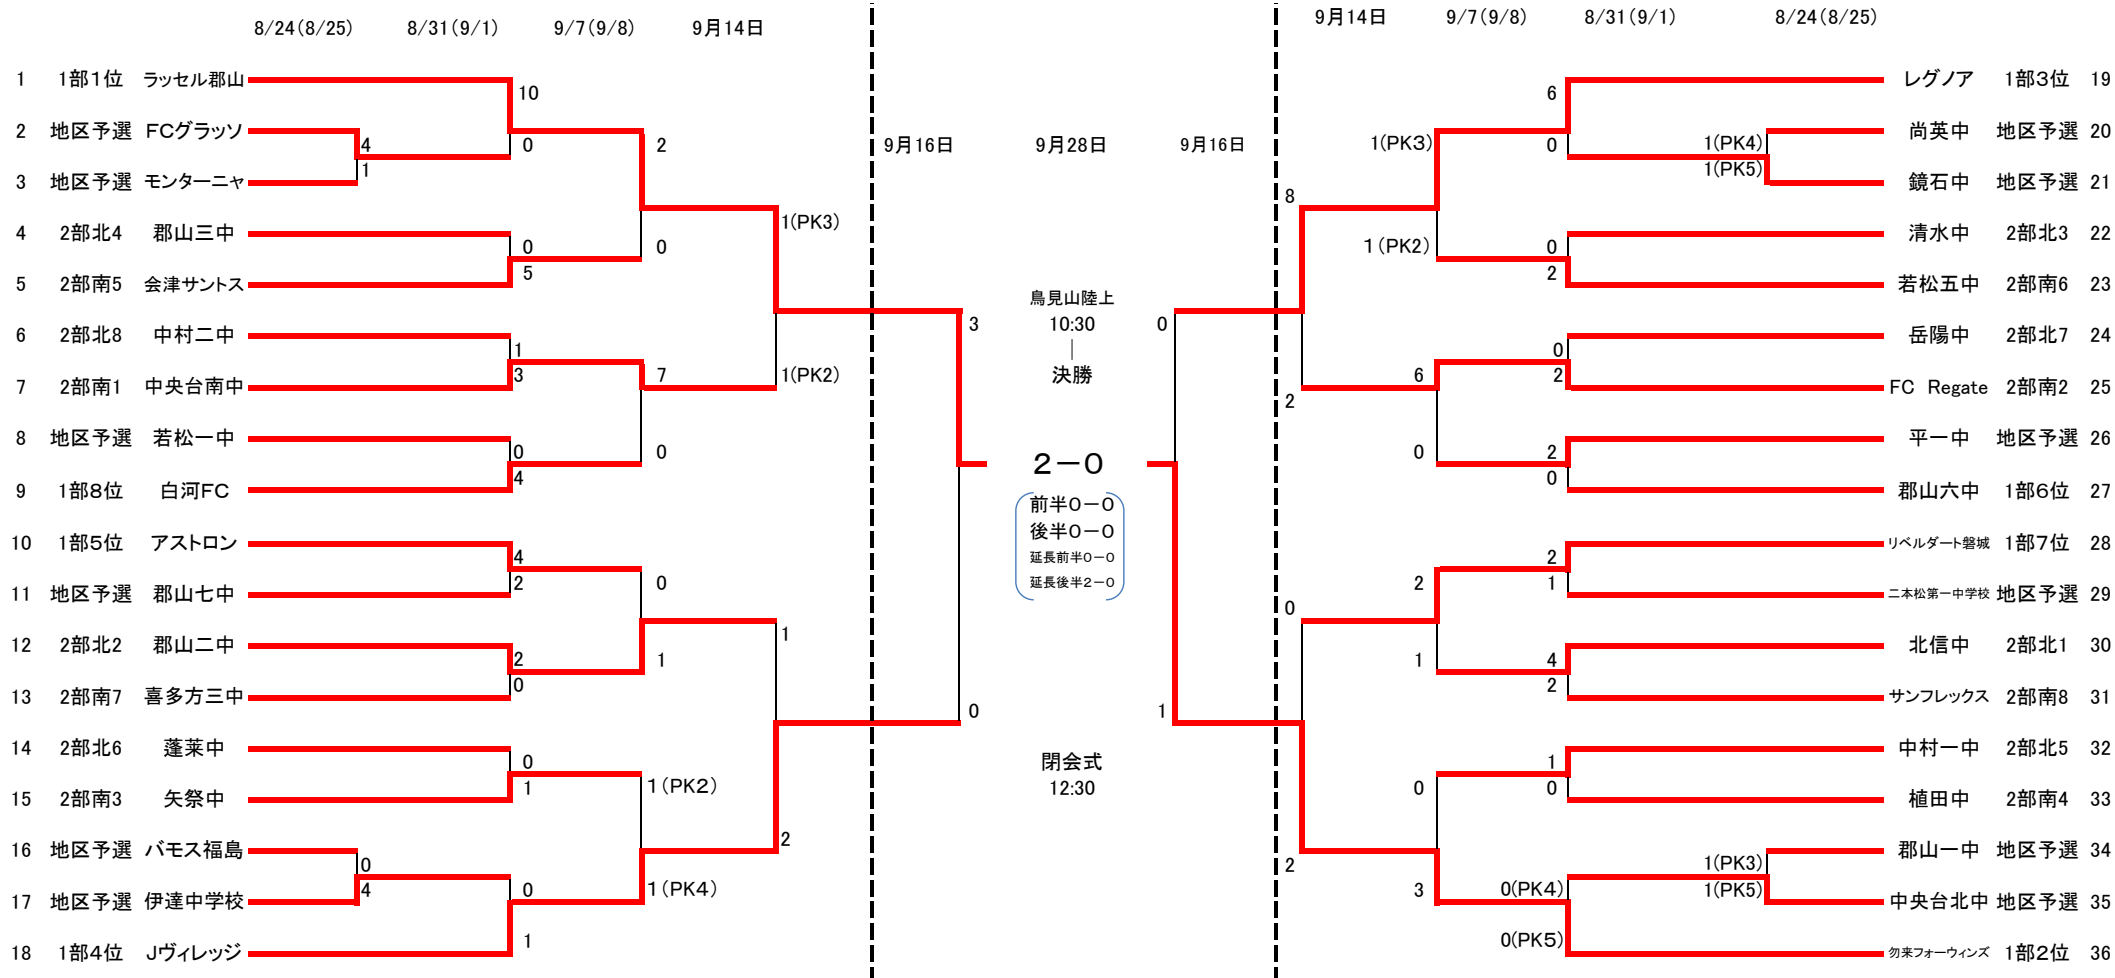 8/24(8/25) 8/31(9/1) 9/7(9/8) 9月14日
9月14日 9/7(9/8) 8/31(9/1) 8/24(8/25)
9月16日 9月28日 9月16日
1 1部1位 ラッセル郡山
2 地区予選 FCグラッソ
3 地区予選 モンターニャ
4 2部北4 郡山三中
5 2部南5 会津サントス
6 2部北8 中村二中
7 2部南1 中央台南中
8 地区予選 若松一中
9 1部8位 白河FC
10 1部5位 アストロン
11 地区予選 郡山七中
12 2部北2 郡山二中
13 2部南7 喜多方三中
14 2部北6 蓬莱中
15 2部南3 矢祭中
16 地区予選 バモス福島
17 地区予選 伊達中学校
18 1部4位 Jヴィレッジ
4
1
0
4
10
0
0
5
1
3
0
4
4
2
2
0
0
1
0
1
2
0
7
0
0
1
1(PK2)
1(PK4)
1(PK3)
1(PK2)
1
2
3
0
鳥見山陸上
10:30
|
決勝
2-0
前半0-0
後半0-0
延長前半0-0
延長後半2-0
閉会式
12:30
0
1
8
2
0
2
1(PK3)
1(PK2)
6
0
2
1
0
3
6
0
0
2
0
2
2
0
2
1
4
2
1
0
0(PK4)
0(PK5)
1(PK4)
1(PK5)
1(PK3)
1(PK5)
レグノア 1部3位 19
尚英中 地区予選 20
鏡石中 地区予選 21
清水中 2部北3 22
若松五中 2部南6 23
岳陽中 2部北7 24
FC Regate 2部南2 25
平一中 地区予選 26
郡山六中 1部6位 27
リベルダート磐城 1部7位 28
二本松第一中学校 地区予選 29
北信中 2部北1 30
サンフレックス 2部南8 31
中村一中 2部北5 32
植田中 2部南4 33
郡山一中 地区予選 34
中央台北中 地区予選 35
勿来フォーウィンズ 1部2位 36